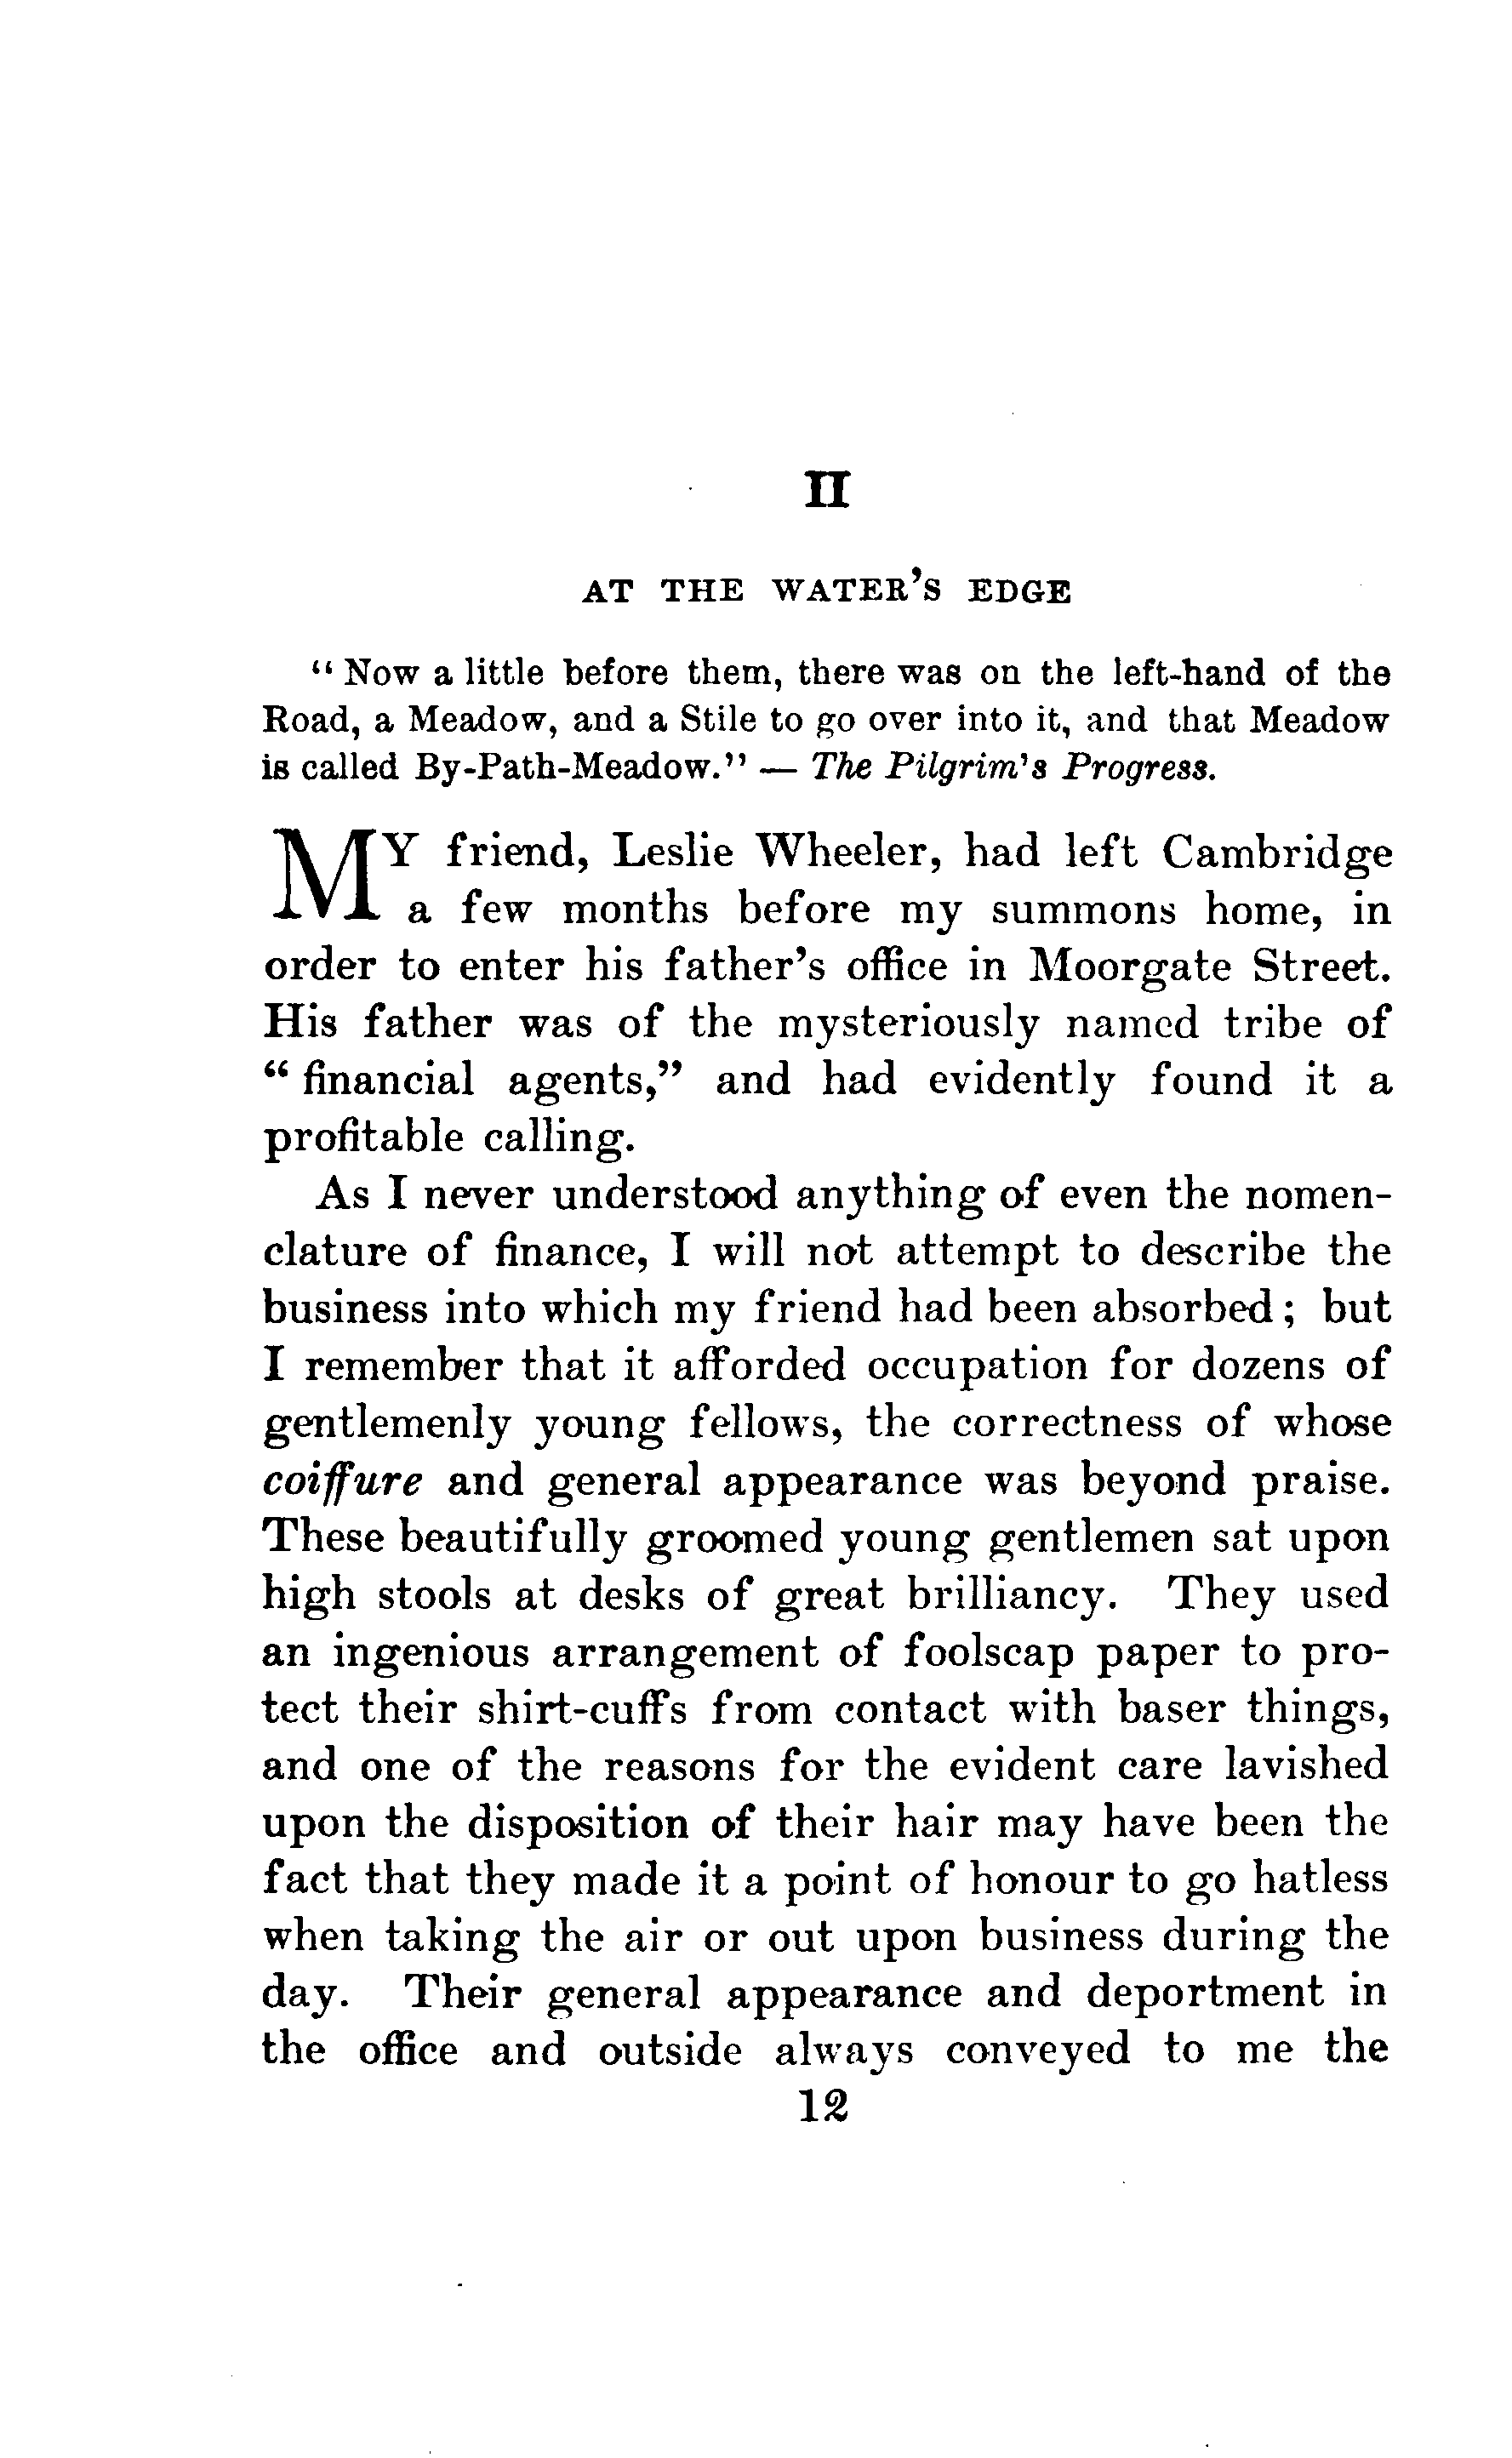 II
AT THE WATER'S EDGE
"Now a little before them, there was on the left-hand of the
Road, a Meadow, and a Stile to go over into it, and that Meadow
is called By-Path-Meadow." — The Pilgrim's Progress.
MY friend, Leslie Wheeler, had left Cambridge
a few months before my summons home, in
order to enter his father's office in Moorgate Street.
His father was of the mysteriously named tribe of
"financial agents," and had evidently found it a
profitable calling.
As I never understood anything of even the nomen-
clature of finance, I will not attempt to describe the
business into which my friend had been absorbed; but
I remember that it afforded occupation for dozens of
gentlemenly young fellows, the correctness of whose
coiffure and general appearance was beyond praise.
These beautifully groomed young gentlemen sat upon
high stools at desks of great brilliancy. They used
an ingenious arrangement of foolscap paper to pro-
tect their shirt-cuffs from contact with baser things,
and one of the reasons for the evident care lavished
upon the disposition of their hair may have been the
fact that they made it a point of honour to go hatless
when taking the air or out upon business during the
day. Their general appearance and deportment in
the office and outside always conveyed to me the
12